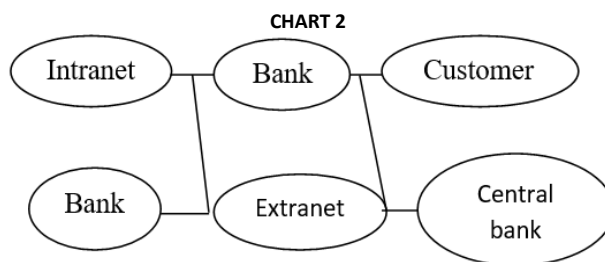 CHART 2
Intranet
Bank
Customer
Bank
Extranet
Central
bank